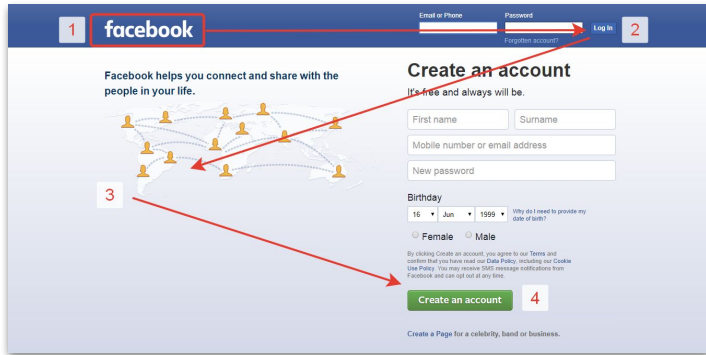 Email or Phone
Password
1
facebook
Log In
2
Forgotten account?
Facebook helps you connect and share with the
people in your life.
Create an account
It's free and always will be.
First name
Surname
Mobile number or email address
New password
3
Birthday
16 Jun 1999
Why do I need to provide my
date of birth?
Female Male
By clicking Create an account, you agree to our Terms and
confirm that you have read our Data Policy, including our Cookie
Use Policy. You may receive SMS message notifications from
Facebook and can opt out at any time.
Create an account
4
Create a Page for a celebrity, band or business.